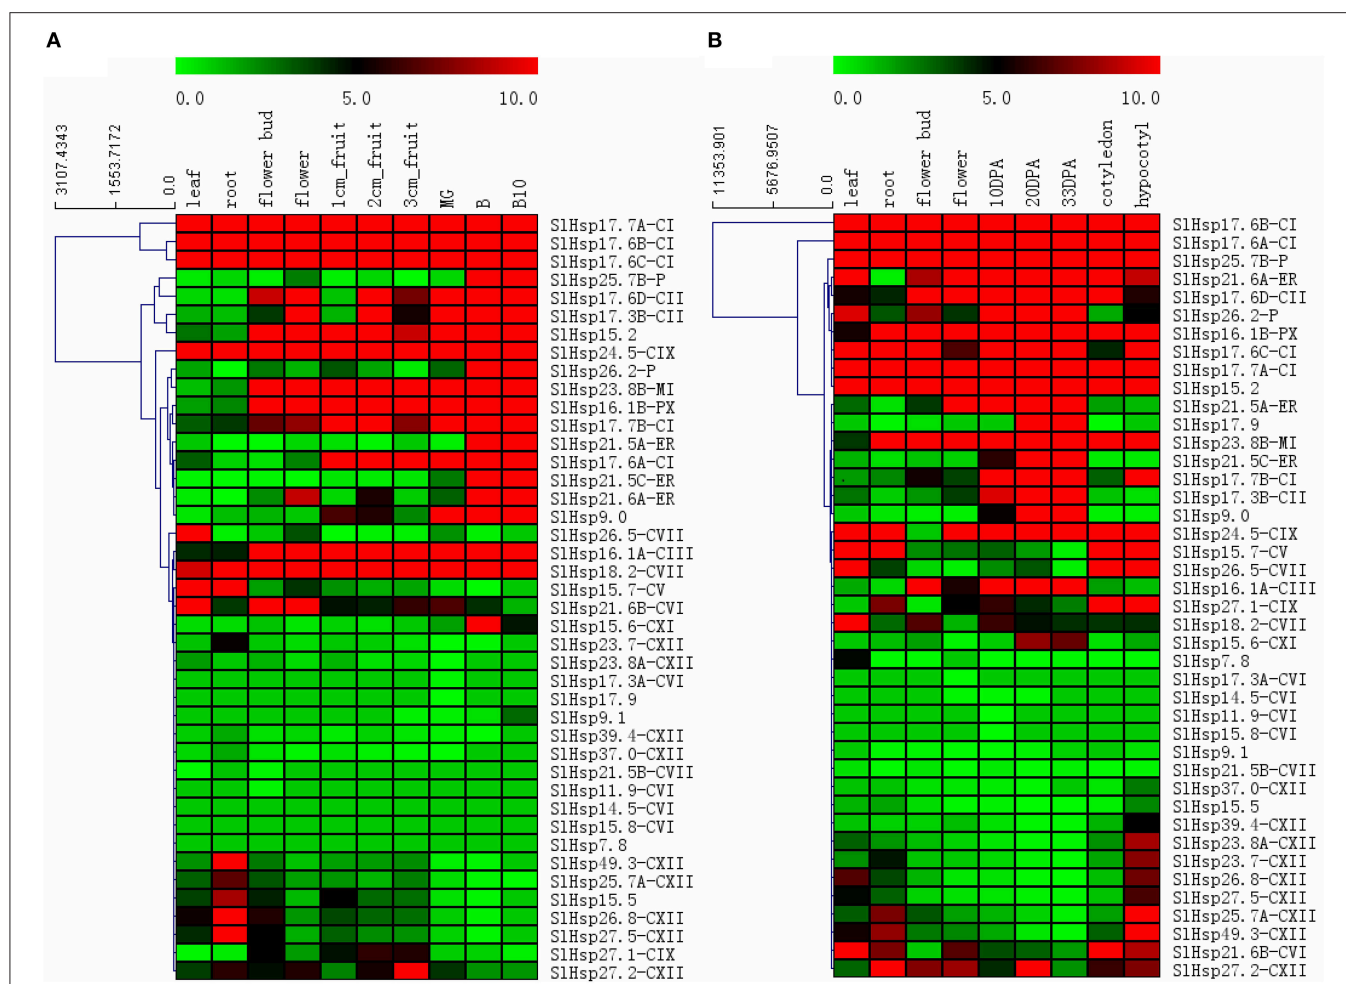 A
0.0 5.0 10.0
3107.4343
1553.7172
0.0
leaf
root
flower bud
flower
1cm_fruit
2cm_fruit
3cm_fruit
MG
B
B10
SlHsp17.7A-CI
SlHsp17.6B-CI
SlHsp17.6C-CI
SlHsp25.7B-P
SlHsp17.6D-CII
SlHsp17.3B-CII
SlHsp15.2
SlHsp24.5-CIX
SlHsp26.2-P
SlHsp23.8B-MI
SlHsp16.1B-PX
SlHsp17.7B-CI
SlHsp21.5A-ER
SlHsp17.6A-CI
SlHsp21.5C-ER
SlHsp21.6A-ER
SlHsp9.0
SlHsp26.5-CVII
SlHsp16.1A-CIII
SlHsp18.2-CVII
SlHsp15.7-CV
SlHsp21.6B-CVI
SlHsp15.6-CXI
SlHsp23.7-CXII
SlHsp23.8A-CXII
SlHsp17.3A-CVI
SlHsp17.9
SlHsp9.1
SlHsp39.4-CXII
SlHsp37.0-CXII
SlHsp21.5B-CVII
SlHsp11.9-CVI
SlHsp14.5-CVI
SlHsp15.8-CVI
SlHsp7.8
SlHsp49.3-CXII
SlHsp25.7A-CXII
SlHsp15.5
SlHsp26.8-CXII
SlHsp27.5-CXII
SlHsp27.1-CIX
SlHsp27.2-CXII
B
0.0 5.0 10.0
11353.901
5676.9507
0.0
leaf
root
flower bud
flower
10DPA
20DPA
33DPA
cotyledon
hypocotyl
SlHsp17.6B-CI
SlHsp17.6A-CI
SlHsp25.7B-P
SlHsp21.6A-ER
SlHsp17.6D-CII
SlHsp26.2-P
SlHsp16.1B-PX
SlHsp17.6C-CI
SlHsp17.7A-CI
SlHsp15.2
SlHsp21.5A-ER
SlHsp17.9
SlHsp23.8B-MI
SlHsp21.5C-ER
SlHsp17.7B-CI
SlHsp17.3B-CII
SlHsp9.0
SlHsp24.5-CIX
SlHsp15.7-CV
SlHsp26.5-CVII
SlHsp16.1A-CIII
SlHsp27.1-CIX
SlHsp18.2-CVII
SlHsp15.6-CXI
SlHsp7.8
SlHsp17.3A-CVI
SlHsp14.5-CVI
SlHsp11.9-CVI
SlHsp15.8-CVI
SlHsp9.1
SlHsp21.5B-CVII
SlHsp37.0-CXII
SlHsp15.5
SlHsp39.4-CXII
SlHsp23.8A-CXII
SlHsp23.7-CXII
SlHsp26.8-CXII
SlHsp27.5-CXII
SlHsp25.7A-CXII
SlHsp49.3-CXII
SlHsp21.6B-CVI
SlHsp27.2-CXII